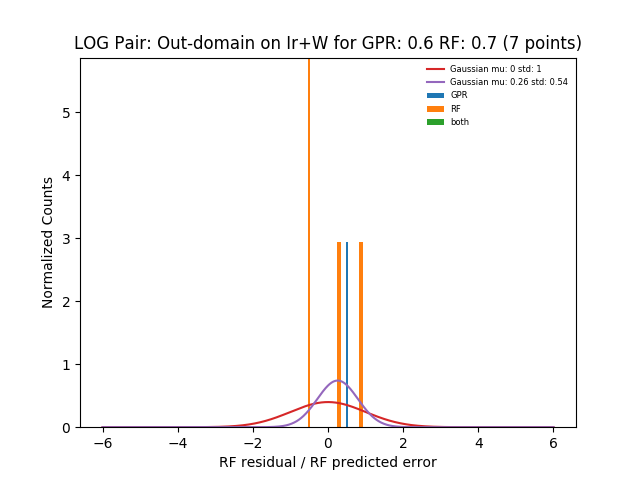 LOG Pair: Out-domain on Ir+W for GPR: 0.6 RF: 0.7 (7 points)
Gaussian mu: 0 std: 1
Gaussian mu: 0.26 std: 0.54
GPR
RF
both
Normalized Counts
5
4
3
2
1
0
−6 −4 −2 0 2 4 6
RF residual / RF predicted error